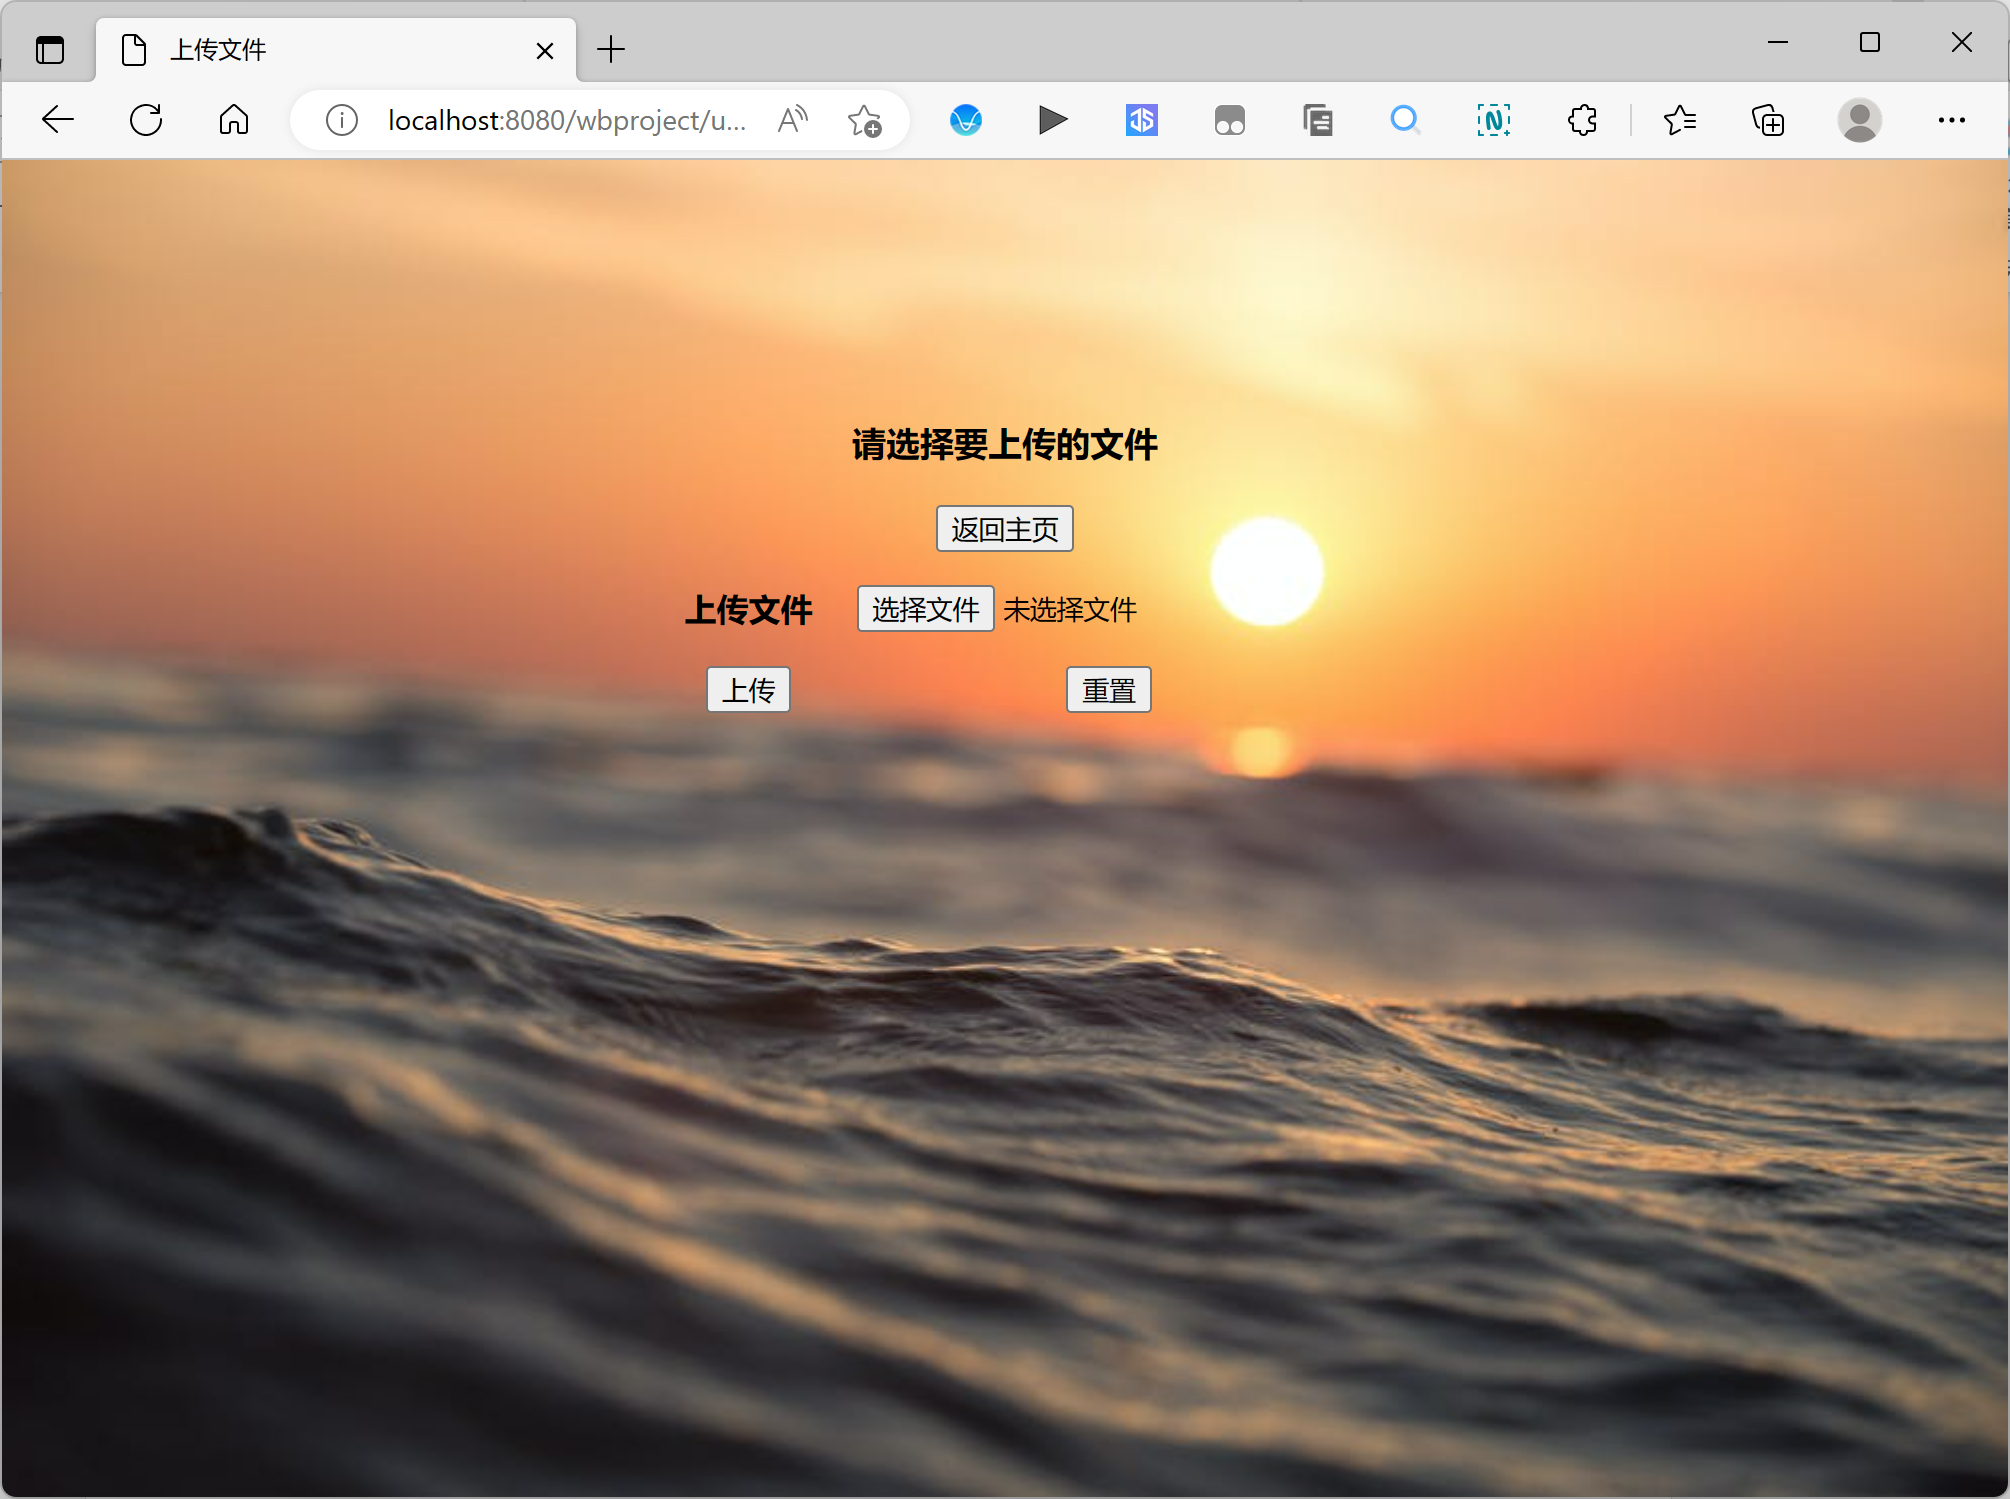 上传文件
localhost:8080/wbproject/u...
请选择要上传的文件
返回主页
上传文件 选择文件 未选择文件
上传 重置